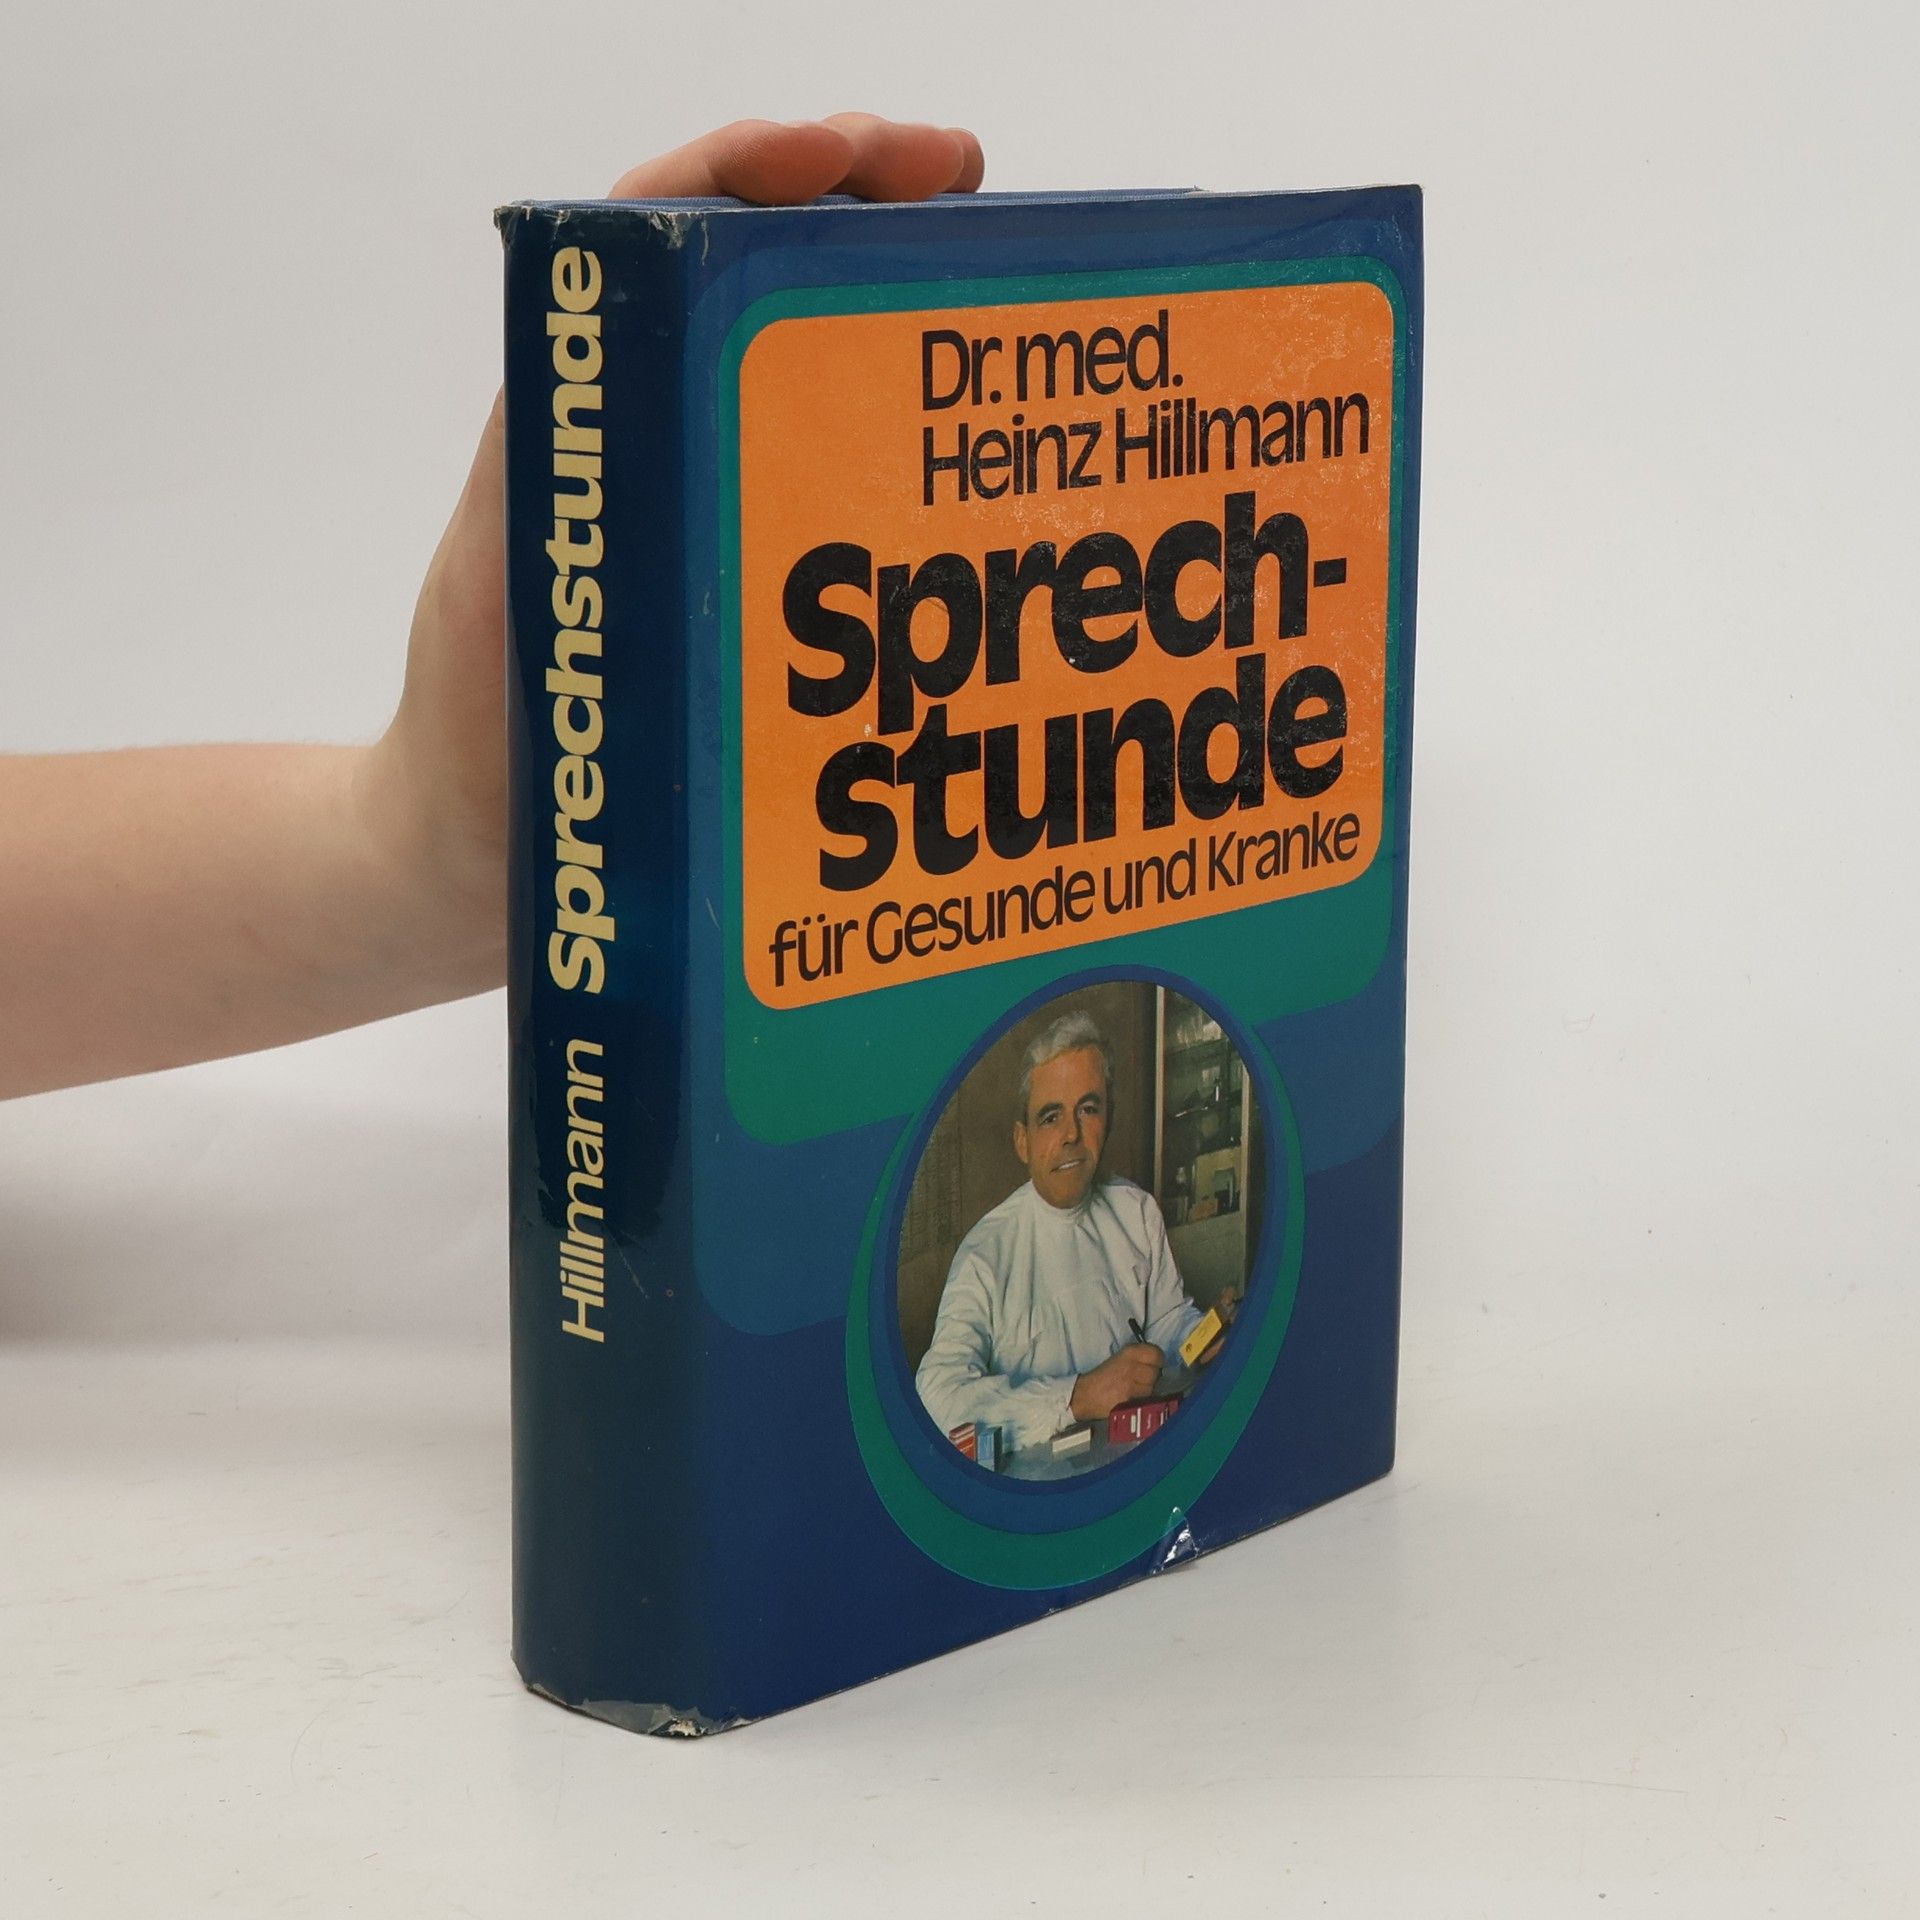 Hillmann Sprechstunde
Dr. med.
Heinz Hillmann
Sprech-
stunde
für Gesunde und Kranke